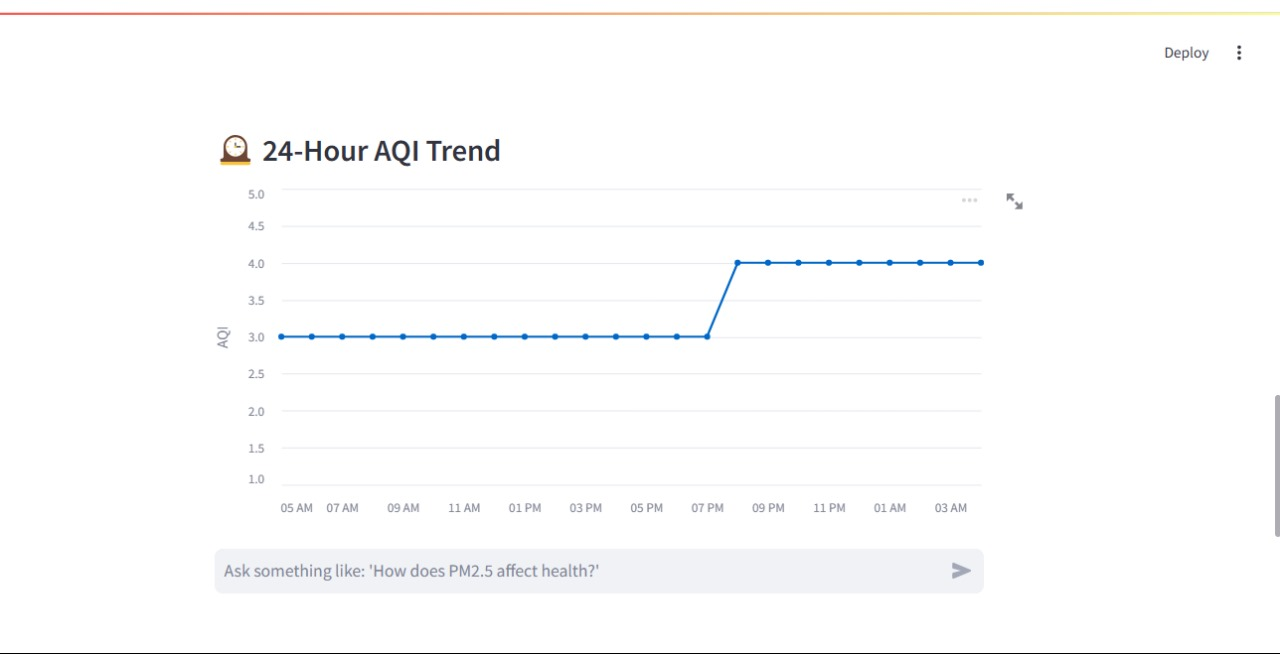 Deploy
24-Hour AQI Trend
5.0
4.5
4.0
3.5
3.0
AQI
2.5
2.0
1.5
1.0
05 AM 07 AM 09 AM 11 AM 01 PM 03 PM 05 PM 07 PM 09 PM 11 PM 01 AM 03 AM
Ask something like: 'How does PM2.5 affect health?'